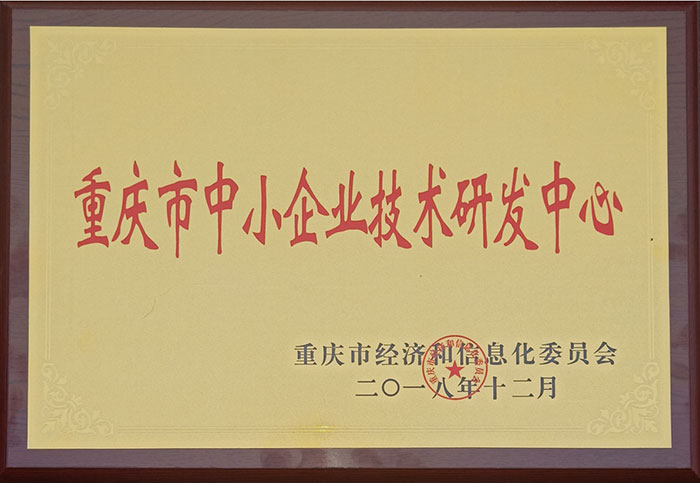 重庆市中小企业技术研发中心
重庆市经济和信息化委员会
二〇一八年十二月